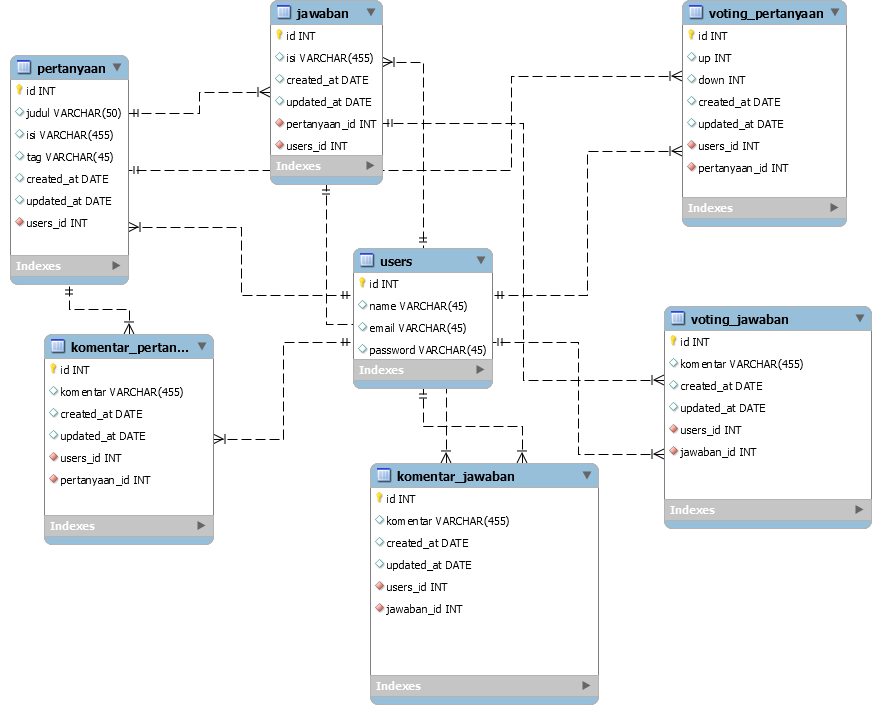 pertanyaan
id INT
judul VARCHAR(50)
isi VARCHAR(455)
tag VARCHAR(45)
created_at DATE
updated_at DATE
users_id INT
Indexes
jawaban
id INT
isi VARCHAR(455)
created_at DATE
updated_at DATE
pertanyaan_id INT
users_id INT
Indexes
voting_pertanyaan
id INT
up INT
down INT
created_at DATE
updated_at DATE
users_id INT
pertanyaan_id INT
Indexes
users
id INT
name VARCHAR(45)
email VARCHAR(45)
password VARCHAR(45)
Indexes
voting_jawaban
id INT
komentar VARCHAR(455)
created_at DATE
updated_at DATE
users_id INT
jawaban_id INT
Indexes
komentar_pertan...
id INT
komentar VARCHAR(455)
created_at DATE
updated_at DATE
users_id INT
pertanyaan_id INT
Indexes
komentar_jawaban
id INT
komentar VARCHAR(455)
created_at DATE
updated_at DATE
users_id INT
jawaban_id INT
Indexes